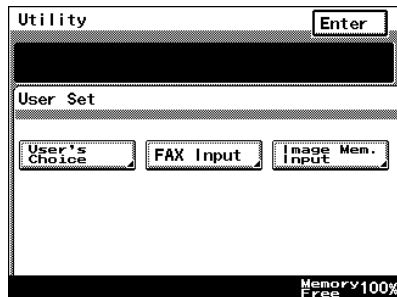 Utility
Enter
User Set
User's
Choice
FAX Input
Image Mem.
Input
Memory
Free 100%